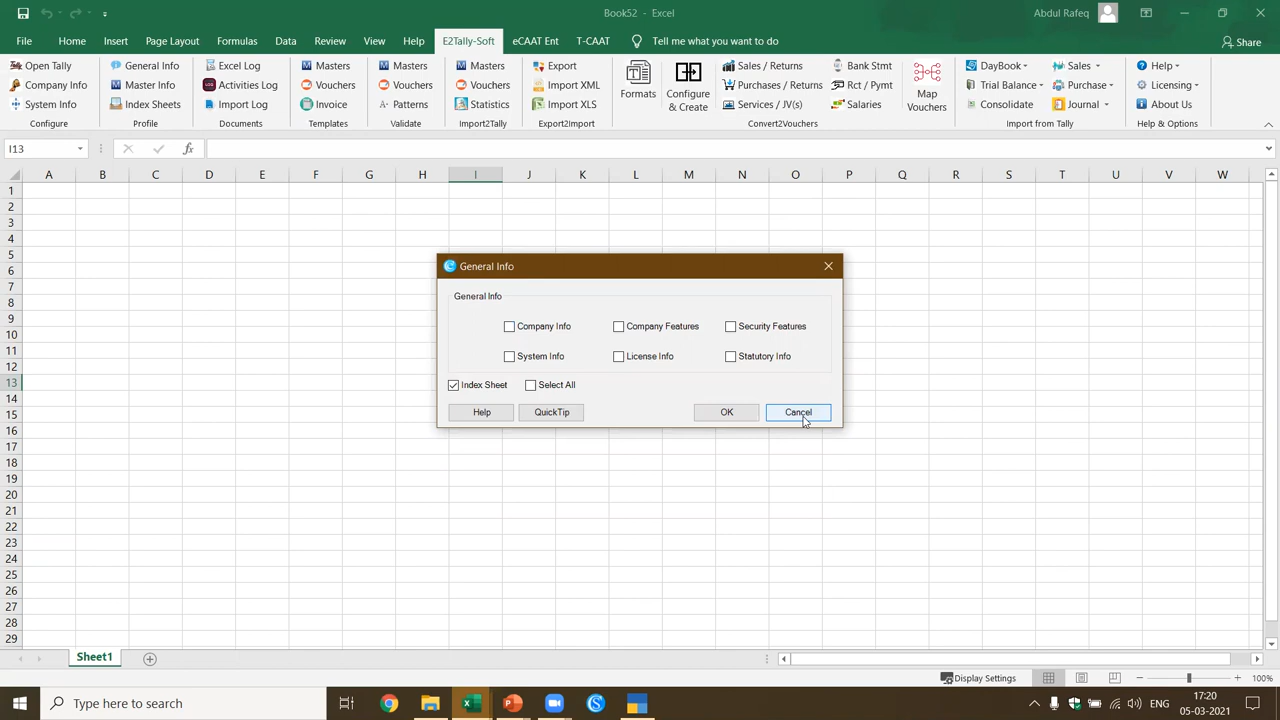 Book52 - Excel
Abdul Rafeq
File Home Insert Page Layout Formulas Data Review View Help E2Tally-Soft eCAAT Ent T-CAAT Tell me what you want to do Share
Open Tally General Info Excel Log Masters Masters Masters Export Sales / Returns Bank Stmt DayBook Sales Help
Company Info Master Info Activities Log Vouchers Vouchers Vouchers Import XML Purchases / Returns Rct / Pymt Trial Balance Purchase Licensing
System Info Index Sheets Import Log Invoice Patterns Statistics Import XLS Services / JV(s) Salaries Consolidate Journal About Us
Formats
Configure & Create
Map Vouchers
Configure Profile Documents Templates Validate Import2Tally Export2Import Convert2Vouchers Import from Tally Help & Options
I13 fx
A B C D E F G H I J K L M N O P Q R S T U V W
1
2
3
4
5
6
7
8
9
10
11
12
13
14
15
16
17
18
19
20
21
22
23
24
25
26
27
28
29
General Info
General Info
Company Info Company Features Security Features
System Info License Info Statutory Info
Index Sheet Select All
Help QuickTip OK Cancel
Sheet1
Display Settings 100%
Type here to search
ENG
17:20
05-03-2021